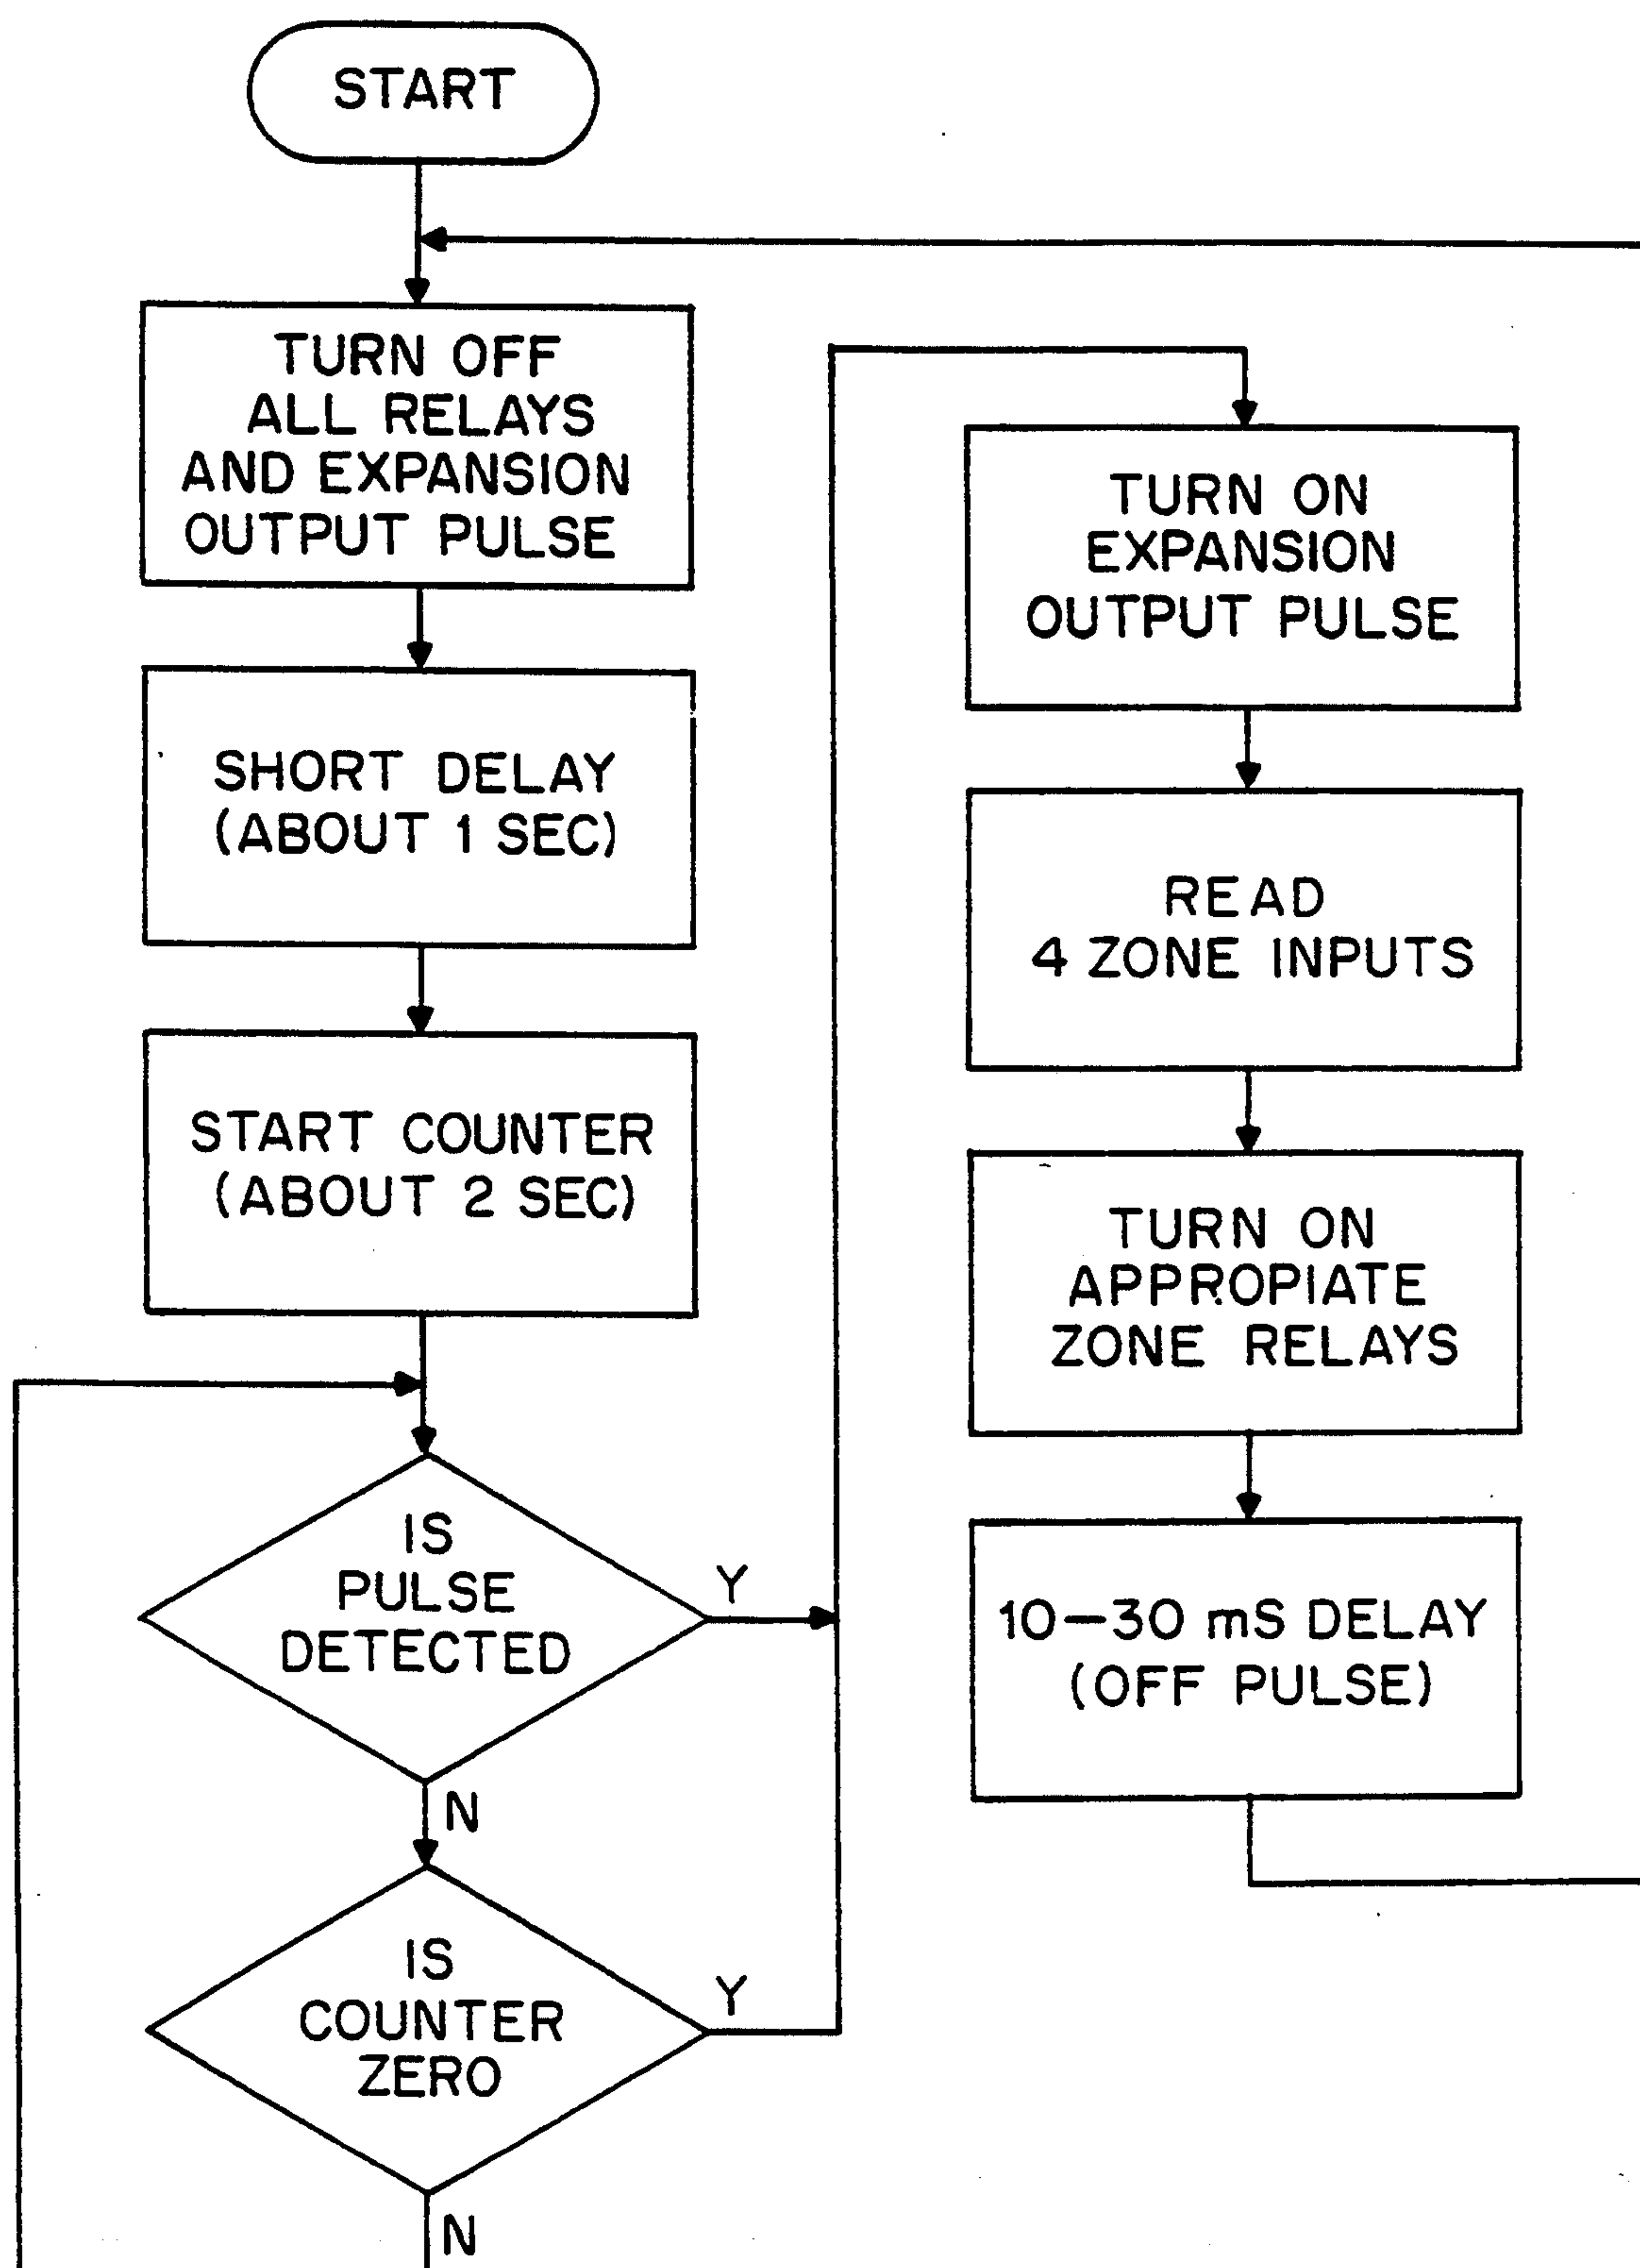 START
TURN OFF
ALL RELAYS
AND EXPANSION
OUTPUT PULSE
SHORT DELAY
(ABOUT 1 SEC)
START COUNTER
(ABOUT 2 SEC)
IS
PULSE
DETECTED
Y
N
IS
COUNTER
ZERO
Y
N
TURN ON
EXPANSION
OUTPUT PULSE
READ
4 ZONE INPUTS
TURN ON
APPROPIATE
ZONE RELAYS
10-30 mS DELAY
(OFF PULSE)